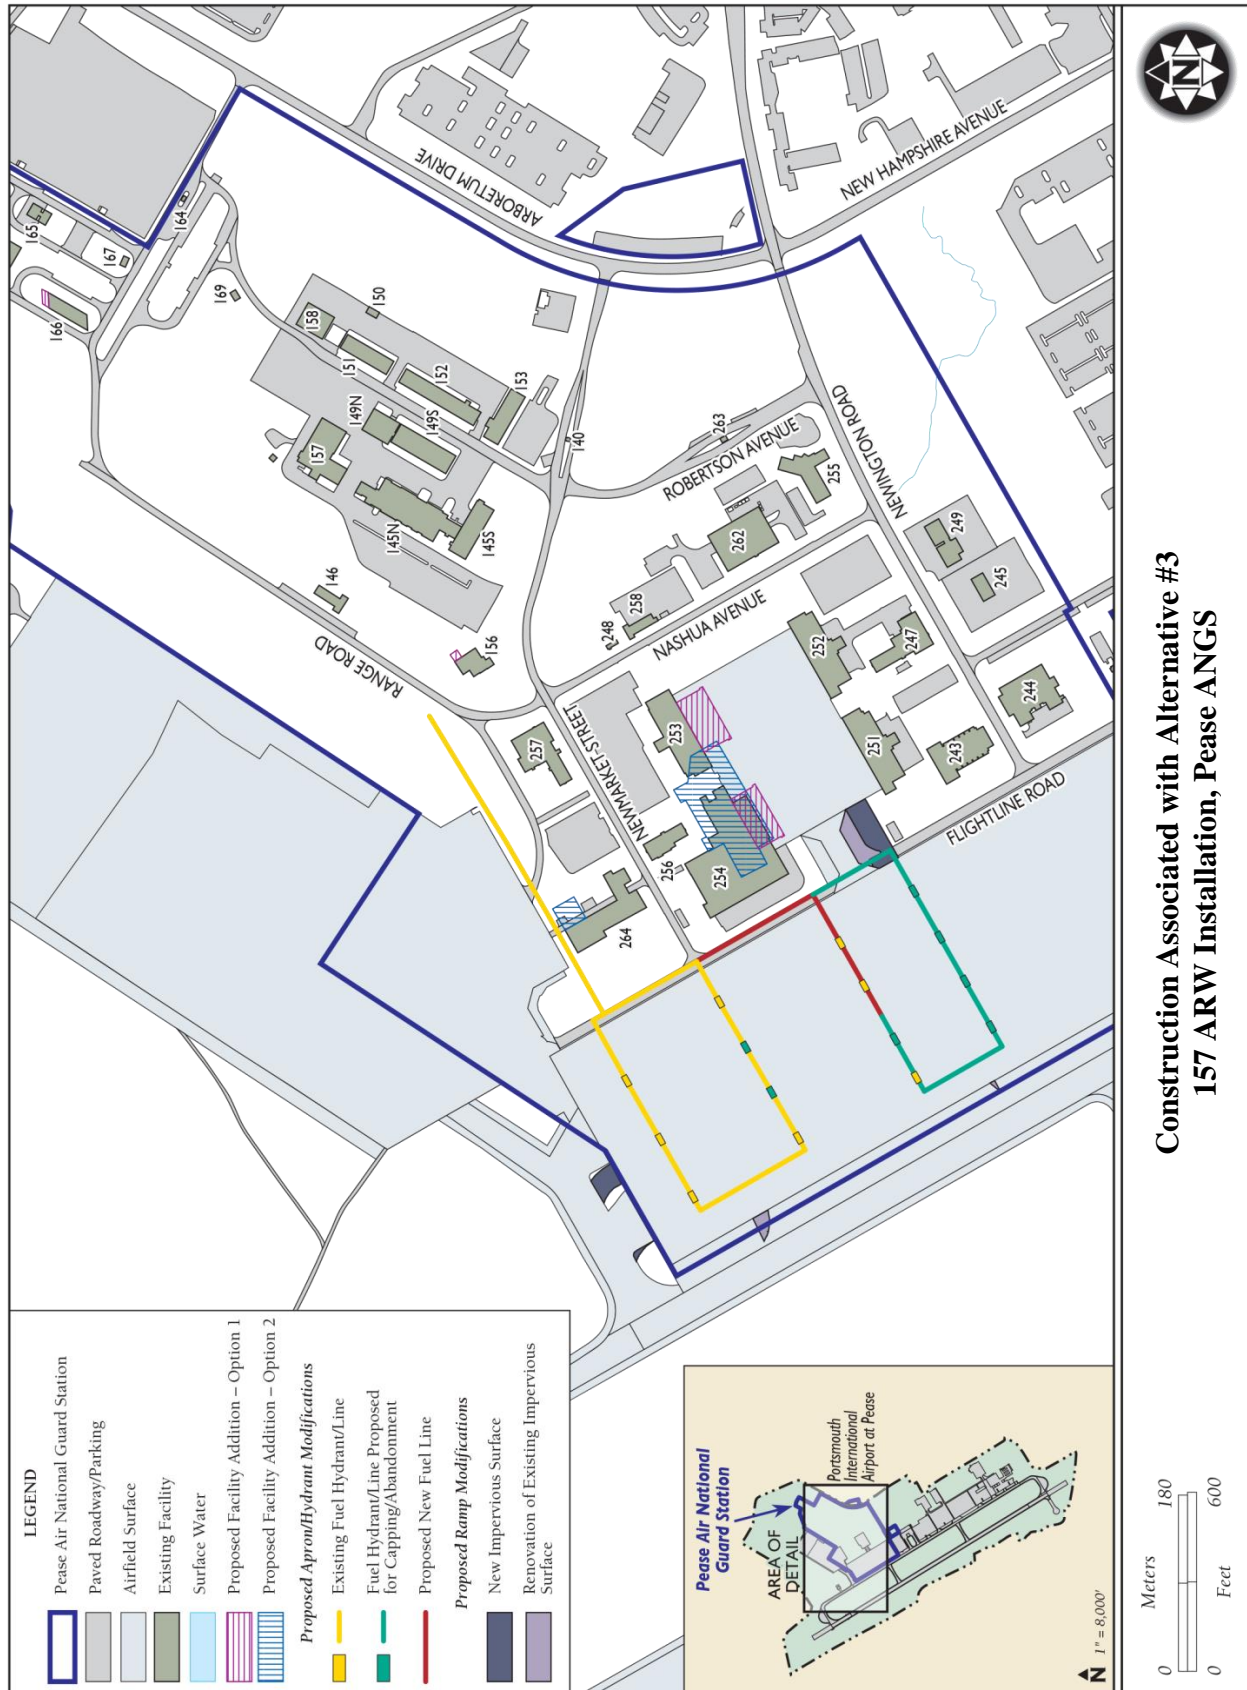 LEGEND
Pease Air National Guard Station
Paved Roadway/Parking
Airfield Surface
Existing Facility
Surface Water
Proposed Facility Addition – Option 1
Proposed Facility Addition – Option 2
Proposed Apron/Hydrant Modifications
Existing Fuel Hydrant/Line
Fuel Hydrant/Line Proposed
for Capping/Abandonment
Proposed New Fuel Line
Proposed Ramp Modifications
New Impervious Surface
Renovation of Existing Impervious
Surface
165
167
164
166
169
158
150
151
152
153
149N
149S
157
145N
145S
146
156
140
263
255
262
258
248
249
245
252
247
251
243
244
253
254
256
257
264
ARBORETUM DRIVE
NEW HAMPSHIRE AVENUE
RANGE ROAD
ROBERTSON AVENUE
NEWINGTON ROAD
NASHUA AVENUE
NEWMARKET STREET
FLIGHTLINE ROAD
Pease Air National
Guard Station
AREA OF
DETAIL
Portsmouth
International
Airport at Pease
N
1" = 8,000'
Meters
0 180
0 600
Feet
N
Construction Associated with Alternative #3
157 ARW Installation, Pease ANGS